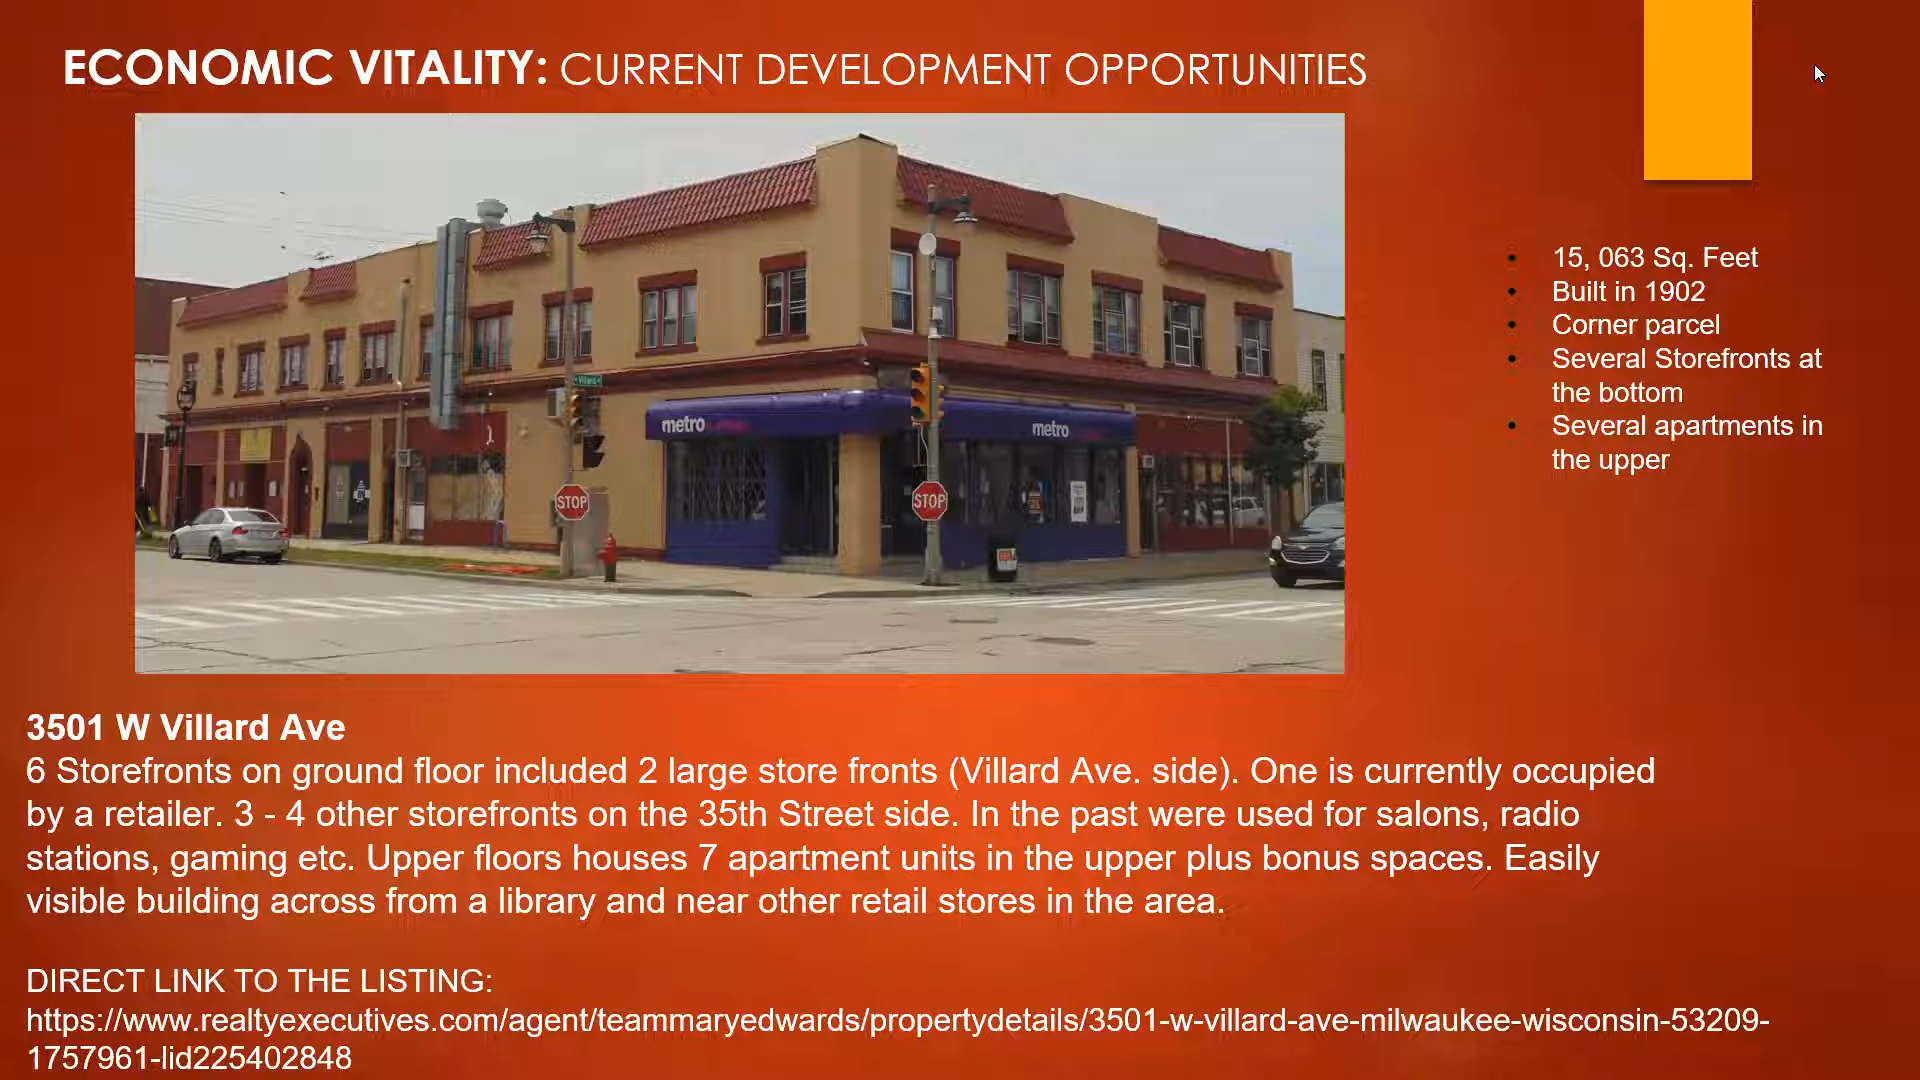 ECONOMIC VITALITY: CURRENT DEVELOPMENT OPPORTUNITIES
Villard
metro
metro
STOP
STOP
• 15, 063 Sq. Feet
• Built in 1902
• Corner parcel
• Several Storefronts at
the bottom
• Several apartments in
the upper
3501 W Villard Ave
6 Storefronts on ground floor included 2 large store fronts (Villard Ave. side). One is currently occupied
by a retailer. 3 - 4 other storefronts on the 35th Street side. In the past were used for salons, radio
stations, gaming etc. Upper floors houses 7 apartment units in the upper plus bonus spaces. Easily
visible building across from a library and near other retail stores in the area.
DIRECT LINK TO THE LISTING:
https://www.realtyexecutives.com/agent/teammaryedwards/propertydetails/3501-w-villard-ave-milwaukee-wisconsin-53209-
1757961-lid225402848